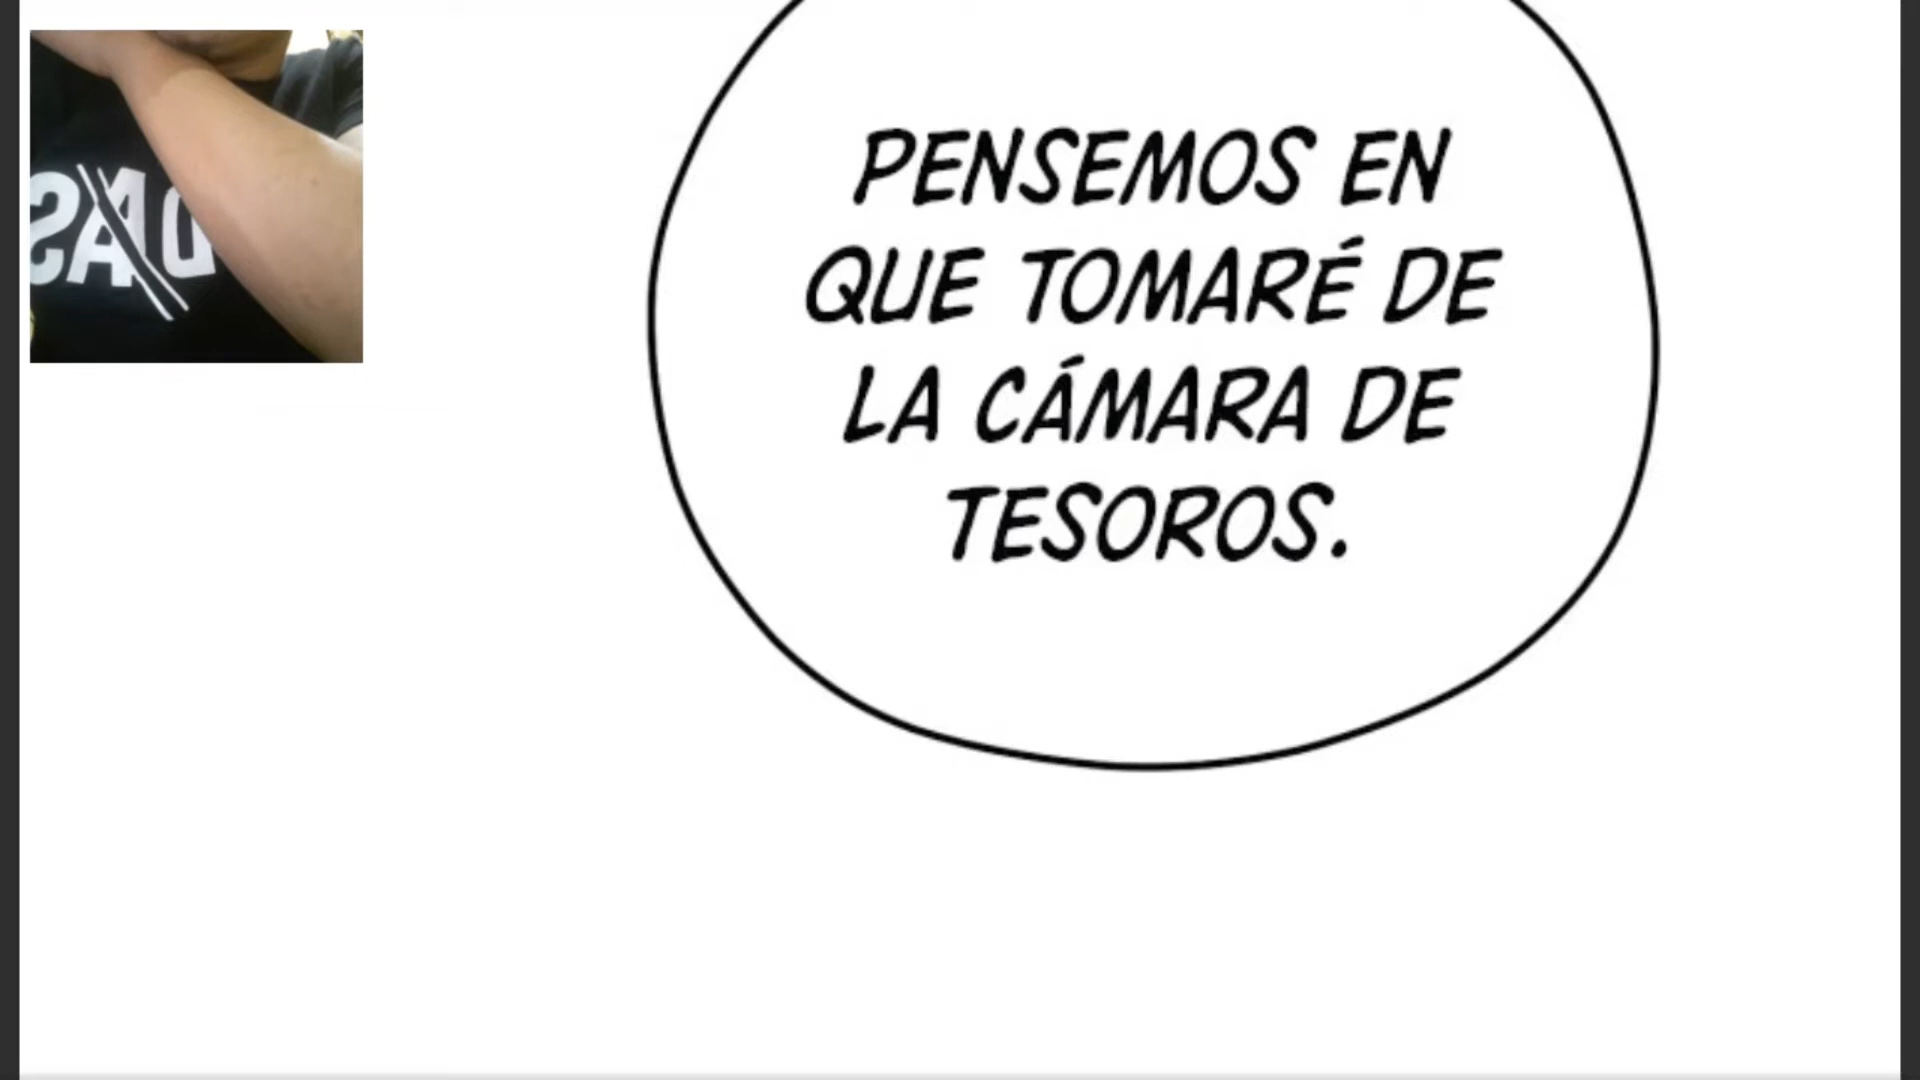 PENSEMOS EN
QUE TOMARÉ DE
LA CÁMARA DE
TESOROS.